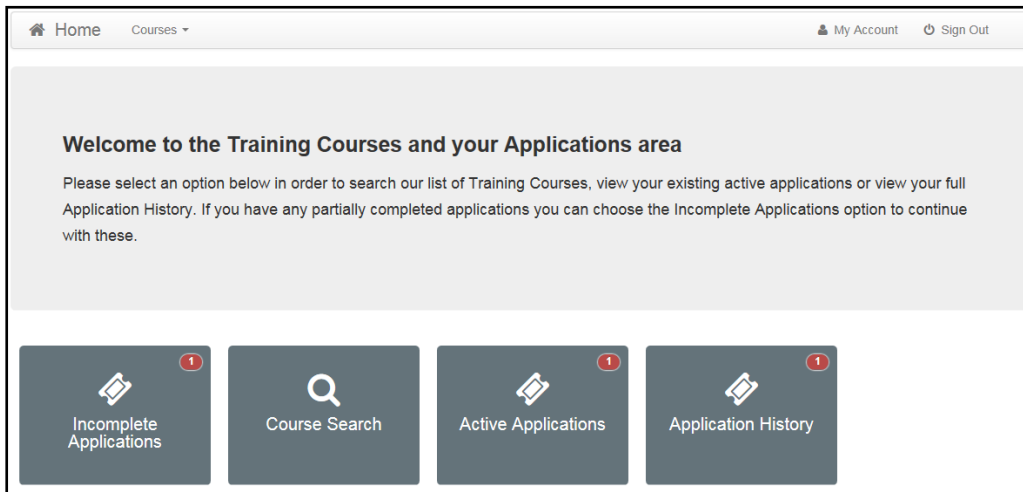 Home Courses My Account Sign Out
Welcome to the Training Courses and your Applications area
Please select an option below in order to search our list of Training Courses, view your existing active applications or view your full
Application History. If you have any partially completed applications you can choose the Incomplete Applications option to continue
with these.
1
Incomplete
Applications
Course Search
1
Active Applications
1
Application History